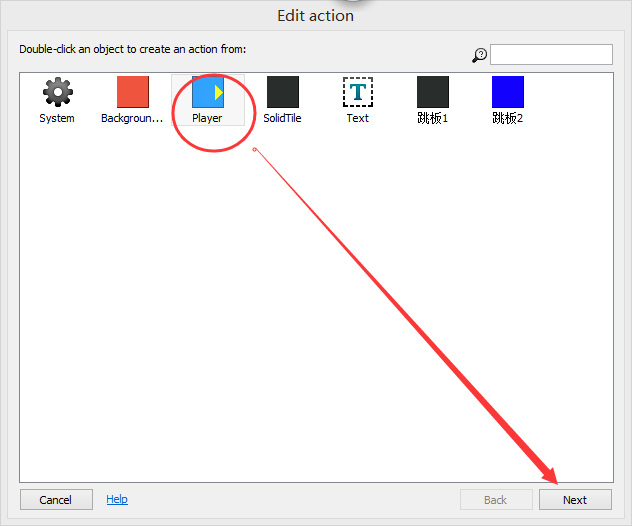 Edit action
Double-click an object to create an action from:
System
Backgroun...
Player
SolidTile
T
Text
跳板1
跳板2
Cancel
Help
Back
Next